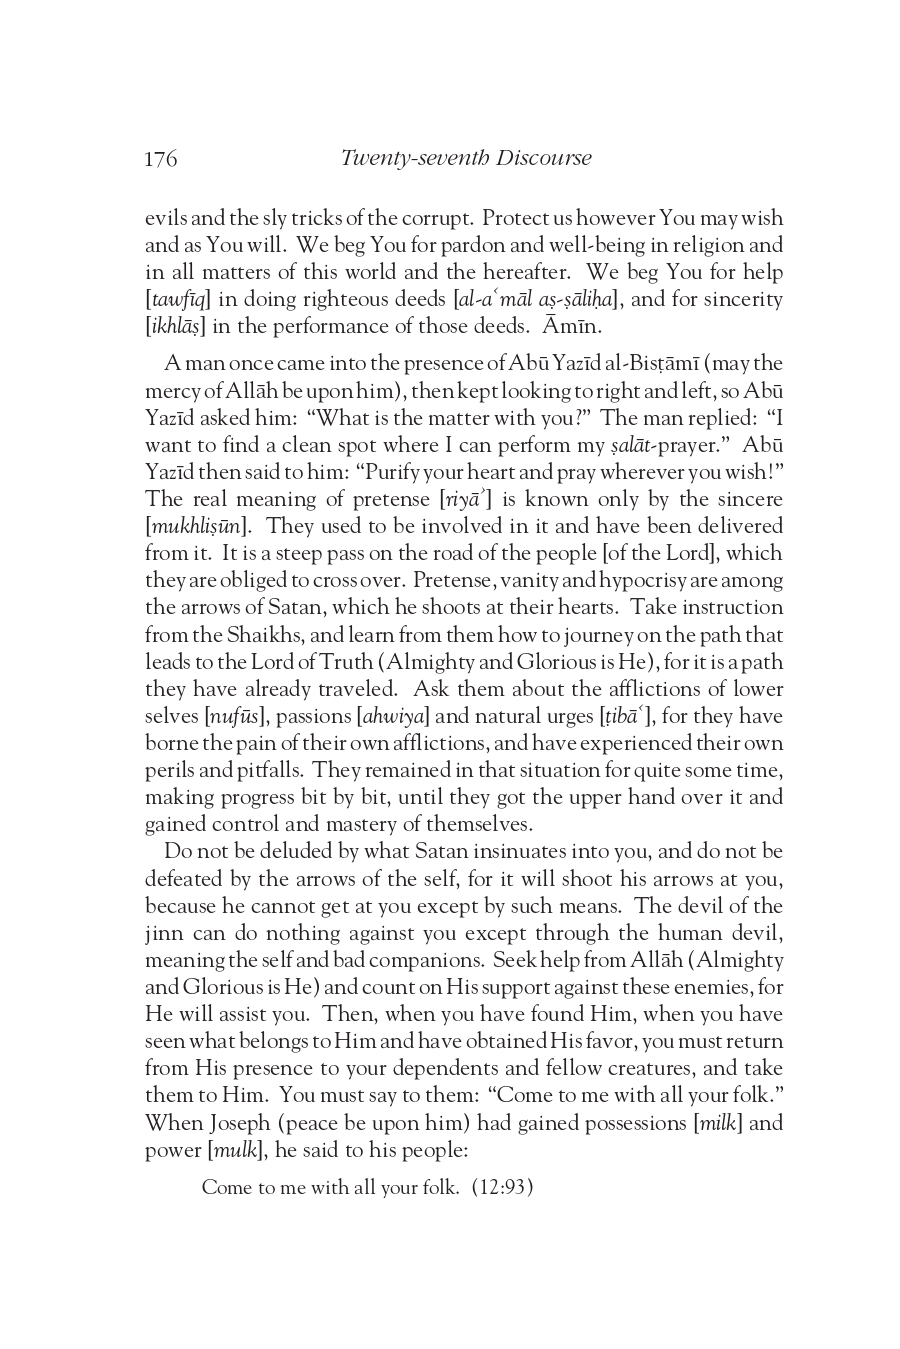 176 Twenty-seventh Discourse
evils and the sly tricks of the corrupt. Protect us however You may wish
and as You will. We beg You for pardon and well-being in religion and
in all matters of this world and the hereafter. We beg You for help
[tawfīq] in doing righteous deeds [al-aʿmāl aṣ-ṣāliḥa], and for sincerity
[ikhlāṣ] in the performance of those deeds. Āmīn.
A man once came into the presence of Abū Yazīd al-Bisṭāmī (may the
mercy of Allāh be upon him), then kept looking to right and left, so Abū
Yazīd asked him: “What is the matter with you?” The man replied: “I
want to find a clean spot where I can perform my ṣalāt-prayer.” Abū
Yazīd then said to him: “Purify your heart and pray wherever you wish!”
The real meaning of pretense [riyāʾ] is known only by the sincere
[mukhliṣūn]. They used to be involved in it and have been delivered
from it. It is a steep pass on the road of the people [of the Lord], which
they are obliged to cross over. Pretense, vanity and hypocrisy are among
the arrows of Satan, which he shoots at their hearts. Take instruction
from the Shaikhs, and learn from them how to journey on the path that
leads to the Lord of Truth (Almighty and Glorious is He), for it is a path
they have already traveled. Ask them about the afflictions of lower
selves [nufūs], passions [ahwiya] and natural urges [ṭibāʿ], for they have
borne the pain of their own afflictions, and have experienced their own
perils and pitfalls. They remained in that situation for quite some time,
making progress bit by bit, until they got the upper hand over it and
gained control and mastery of themselves.
Do not be deluded by what Satan insinuates into you, and do not be
defeated by the arrows of the self, for it will shoot his arrows at you,
because he cannot get at you except by such means. The devil of the
jinn can do nothing against you except through the human devil,
meaning the self and bad companions. Seek help from Allāh (Almighty
and Glorious is He) and count on His support against these enemies, for
He will assist you. Then, when you have found Him, when you have
seen what belongs to Him and have obtained His favor, you must return
from His presence to your dependents and fellow creatures, and take
them to Him. You must say to them: “Come to me with all your folk.”
When Joseph (peace be upon him) had gained possessions [milk] and
power [mulk], he said to his people:
Come to me with all your folk. (12:93)